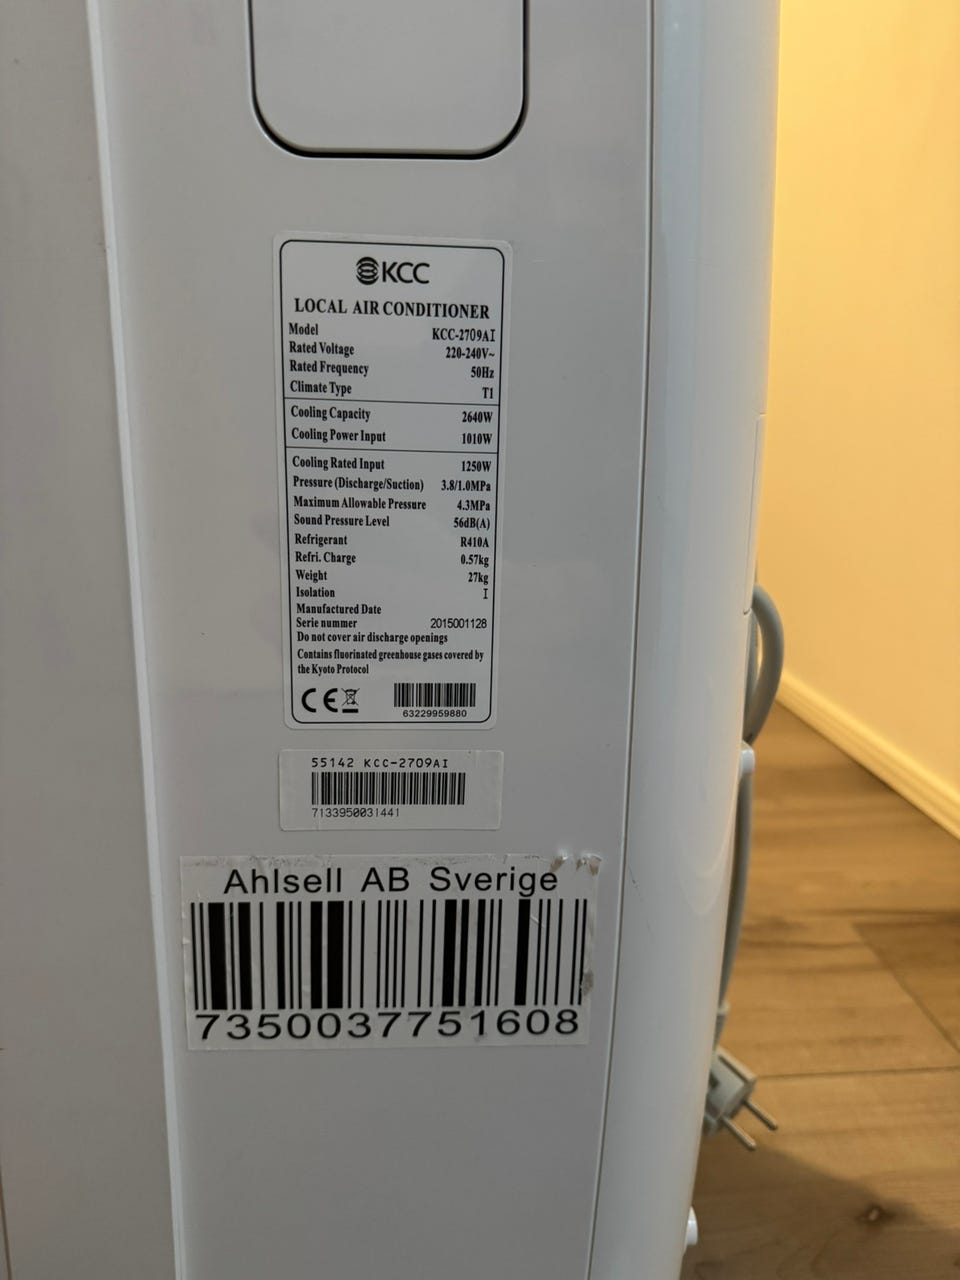 KCC
LOCAL AIR CONDITIONER
Model KCC-2709AI
Rated Voltage 220-240V~
Rated Frequency 50Hz
Climate Type T1
Cooling Capacity 2640W
Cooling Power Input 1010W
Cooling Rated Input 1250W
Pressure (Discharge/Suction) 3.8/1.0MPa
Maximum Allowable Pressure 4.3MPa
Sound Pressure Level 56dB(A)
Refrigerant R410A
Refri. Charge 0.57kg
Weight 27kg
Isolation I
Manufactured Date
Serie nummer 2015001128
Do not cover air discharge openings
Contains fluorinated greenhouse gases covered by
the Kyoto Protocol
CE
63229959880
55142 KCC-2709AI
7133950031441
Ahlsell AB Sverige
7350037751608